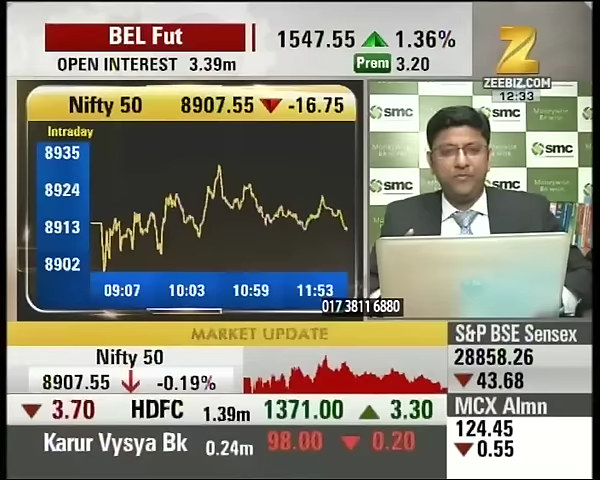 BEL Fut
OPEN INTEREST 3.39m
1547.55 1.36%
Prem 3.20
Z
ZEEBIZ.COM
12:33
Nifty 50 8907.55 -16.75
Intraday
8935
8924
8913
8902
09:07 10:03 10:59 11:53
017 3811 6880
smc
smc
smc
smc
smc
Moneywise
Be wise
MARKET UPDATE
Nifty 50
8907.55 -0.19%
S&P BSE Sensex
28858.26
43.68
3.70 HDFC 1.39m 1371.00 3.30
MCX Almn
124.45
0.55
Karur Vysya Bk 0.24m 98.00 0.20